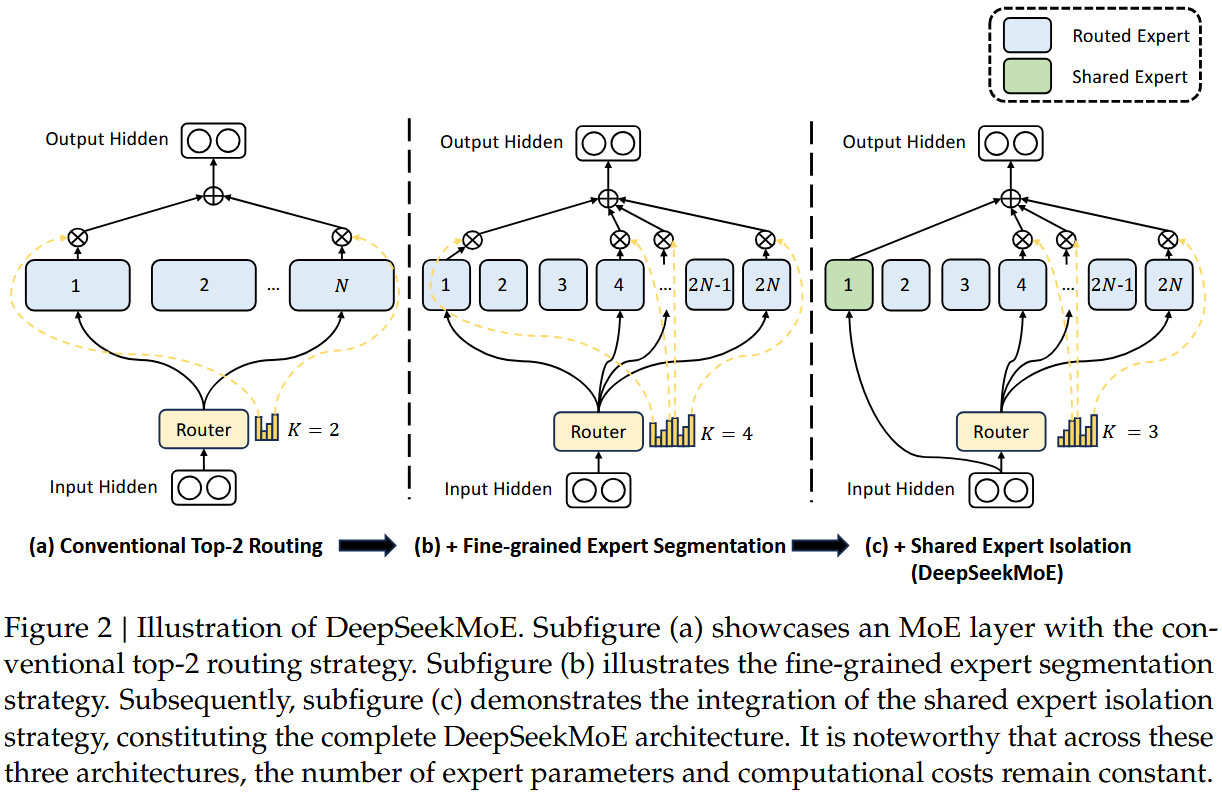 Routed Expert
Shared Expert
Output Hidden
1
2
...
N
Router
K = 2
Input Hidden
(a) Conventional Top-2 Routing
Output Hidden
1
2
3
4
...
2N-1
2N
Router
K = 4
Input Hidden
(b) + Fine-grained Expert Segmentation
Output Hidden
1
2
3
4
...
2N-1
2N
Router
K = 3
Input Hidden
(c) + Shared Expert Isolation
(DeepSeekMoE)
Figure 2 | Illustration of DeepSeekMoE. Subfigure (a) showcases an MoE layer with the con-
ventional top-2 routing strategy. Subfigure (b) illustrates the fine-grained expert segmentation
strategy. Subsequently, subfigure (c) demonstrates the integration of the shared expert isolation
strategy, constituting the complete DeepSeekMoE architecture. It is noteworthy that across these
three architectures, the number of expert parameters and computational costs remain constant.